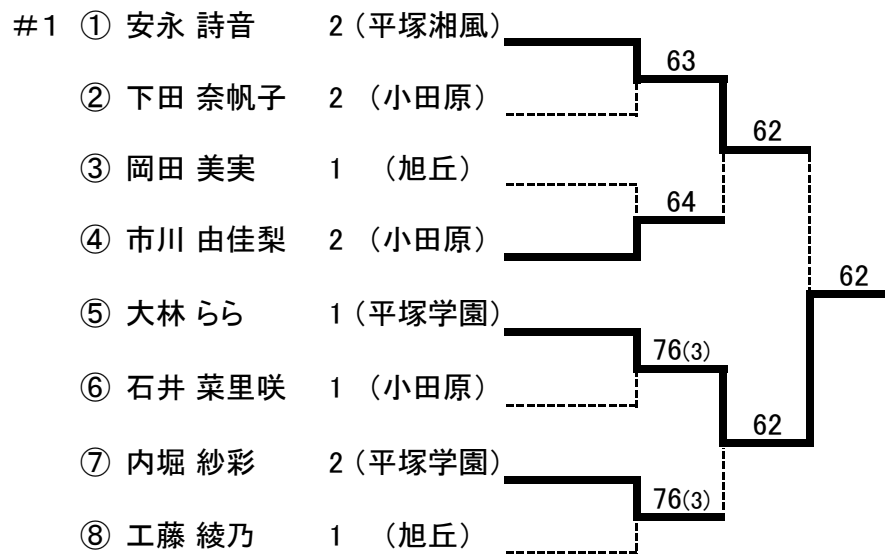 #1 ① 安永 詩音 2 (平塚湘風)
63
② 下田 奈帆子 2 (小田原)
62
③ 岡田 美実 1 (旭丘)
64
④ 市川 由佳梨 2 (小田原)
62
⑤ 大林 らら 1 (平塚学園)
76(3)
⑥ 石井 菜里咲 1 (小田原)
62
⑦ 内堀 紗彩 2 (平塚学園)
76(3)
⑧ 工藤 綾乃 1 (旭丘)